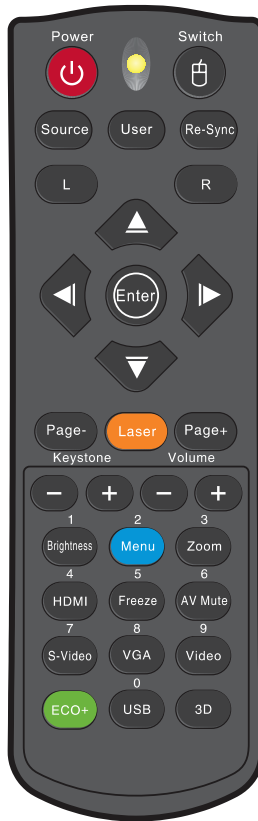 Power Switch
Source User Re-Sync
L R
Enter
Page- Laser Page+
Keystone Volume
− + − +
1 2 3
Brightness Menu Zoom
4 5 6
HDMI Freeze AV Mute
7 8 9
S-Video VGA Video
0
ECO+ USB 3D